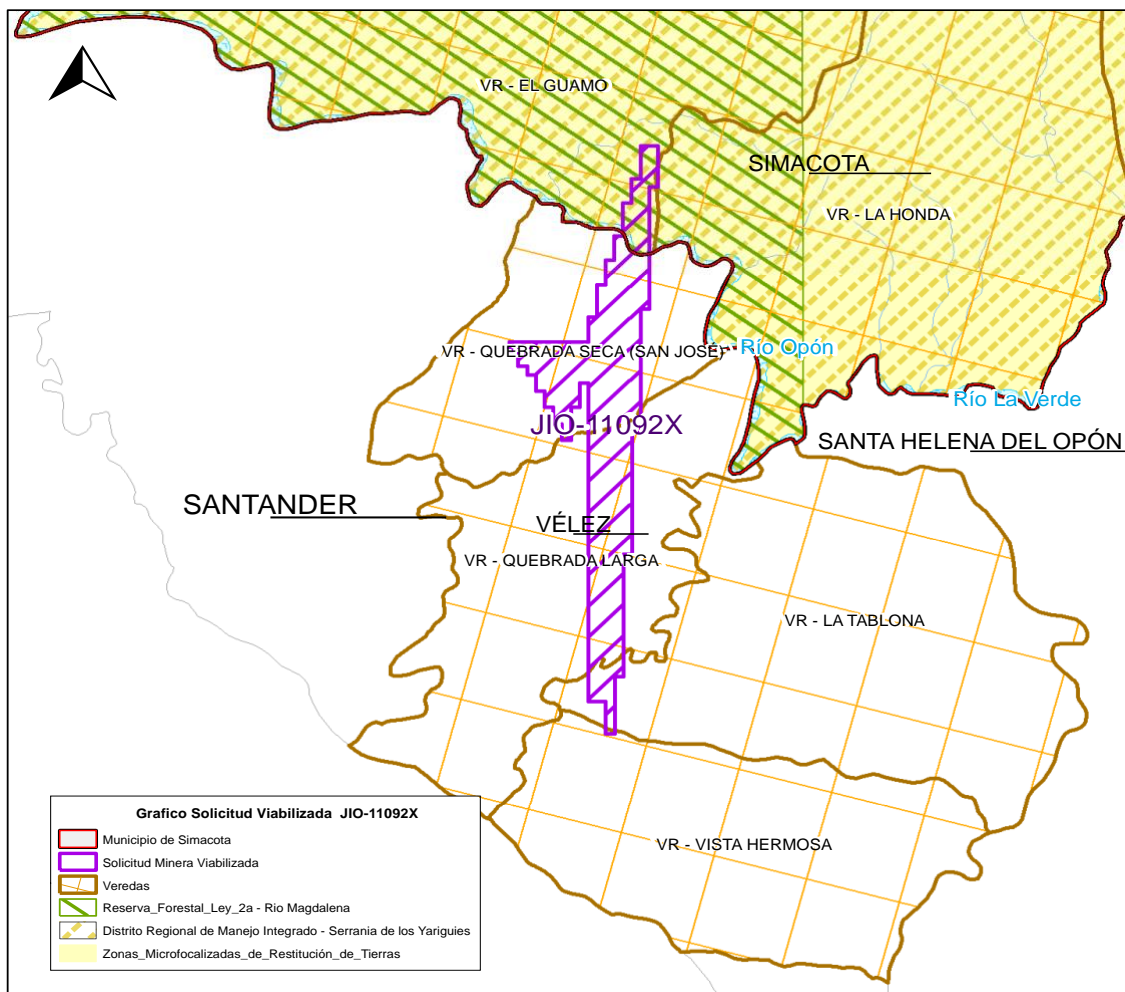 VR - EL GUAMO
SIMACOTA
VR - LA HONDA
VR - QUEBRADA SECA (SAN JOSÉ)
Río Opón
Río La Verde
JIO-11092X
SANTA HELENA DEL OPÓN
SANTANDER
VÉLEZ
VR - QUEBRADA LARGA
VR - LA TABLONA
VR - VISTA HERMOSA
Grafico Solicitud Viabilizada JIO-11092X
Municipio de Simacota
Solicitud Minera Viabilizada
Veredas
Reserva_Forestal_Ley_2a - Rio Magdalena
Distrito Regional de Manejo Integrado - Serrania de los Yariguies
Zonas_Microfocalizadas_de_Restitución_de_Tierras